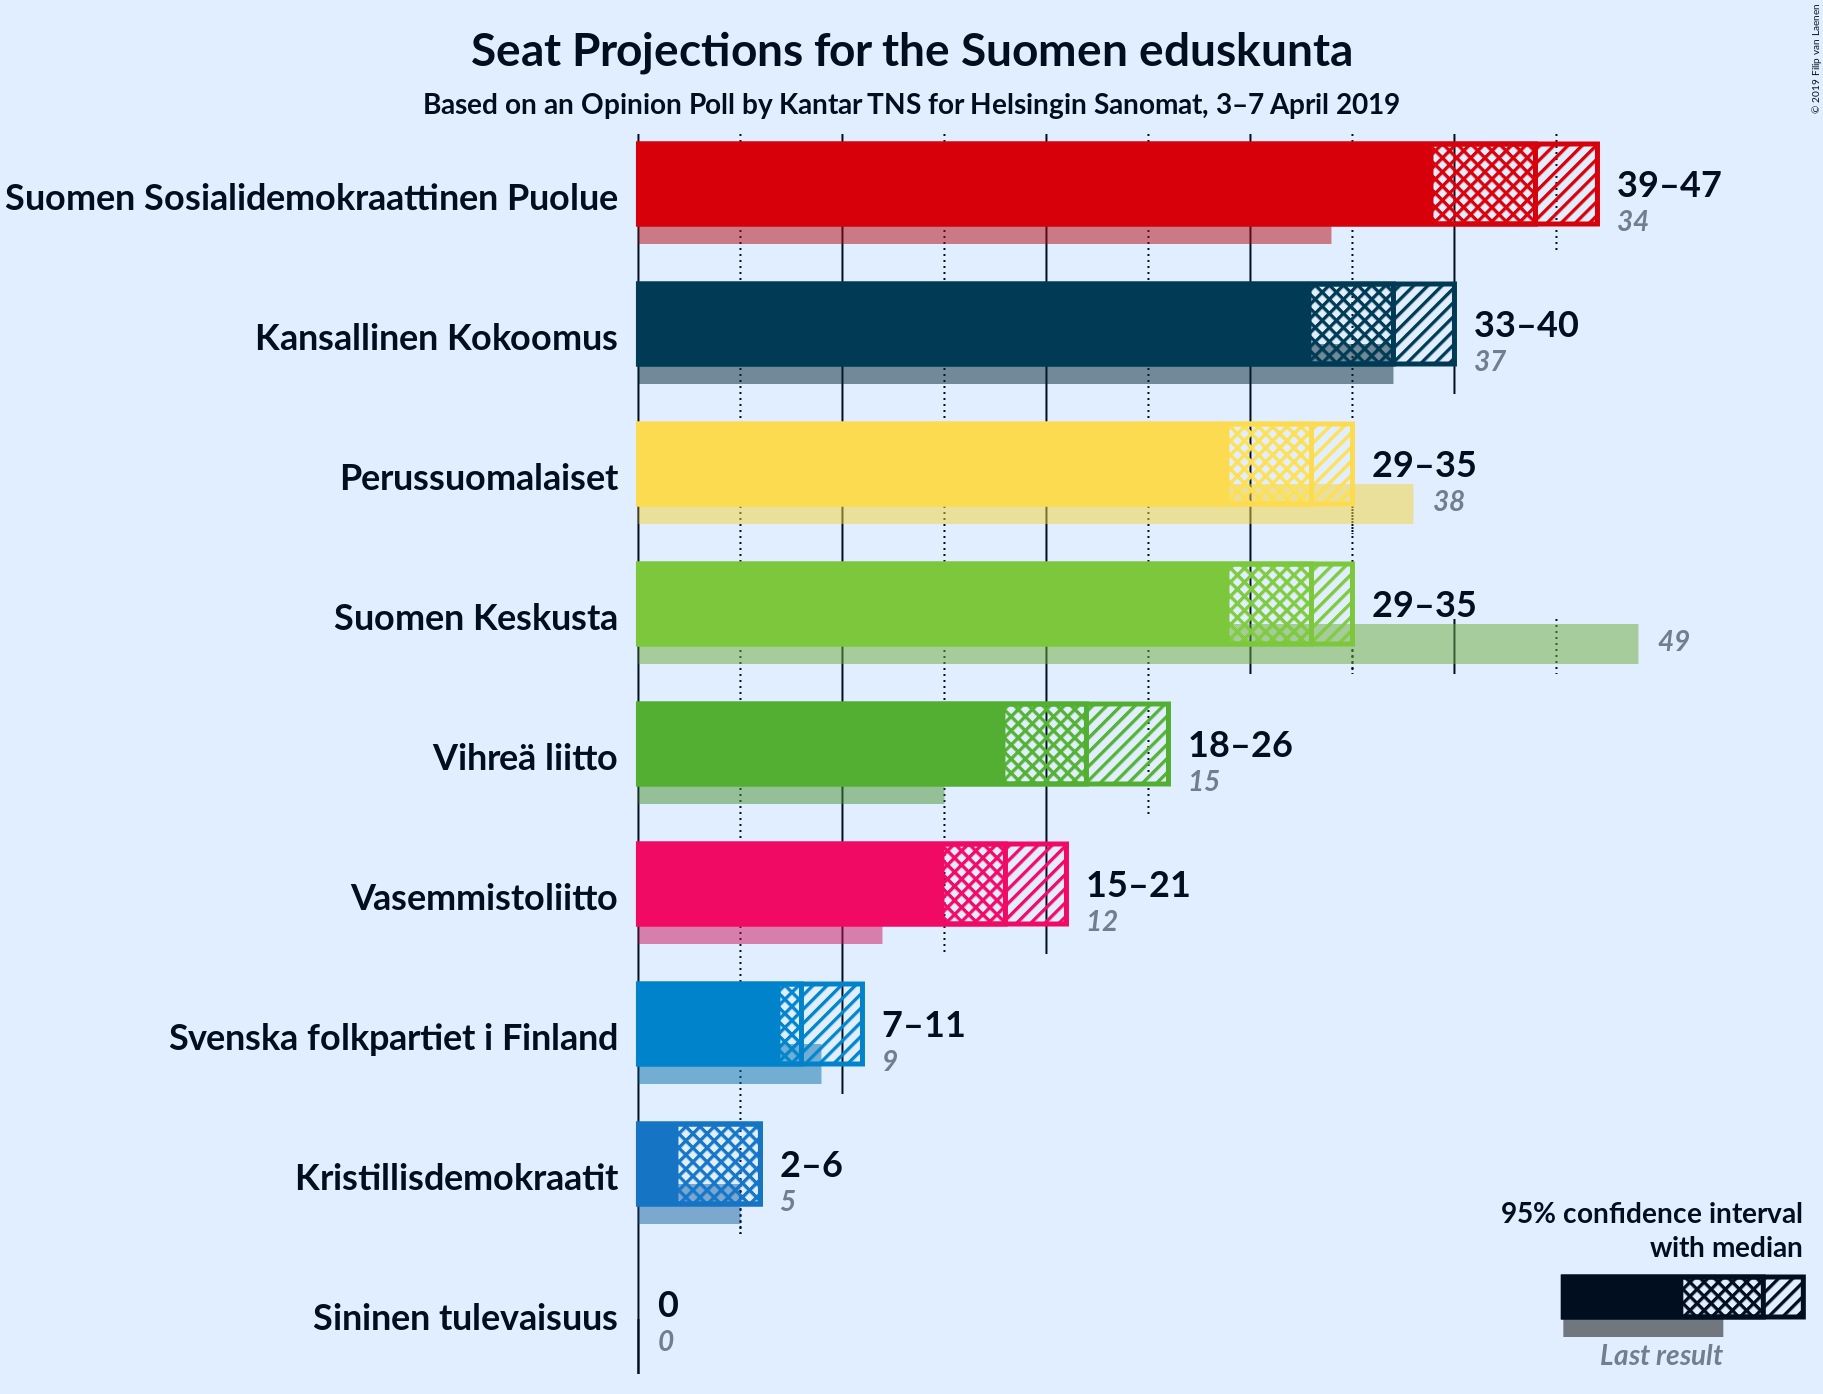 Seat Projections for the Suomen eduskunta
Based on an Opinion Poll by Kantar TNS for Helsingin Sanomat, 3–7 April 2019
© 2019 Filip van Laenen
Suomen Sosialidemokraattinen Puolue
39–47
34
Kansallinen Kokoomus
33–40
37
Perussuomalaiset
29–35
38
Suomen Keskusta
29–35
49
Vihreä liitto
18–26
15
Vasemmistoliitto
15–21
12
Svenska folkpartiet i Finland
7–11
9
Kristillisdemokraatit
2–6
5
Sininen tulevaisuus
0
0
95% confidence interval
with median
Last result